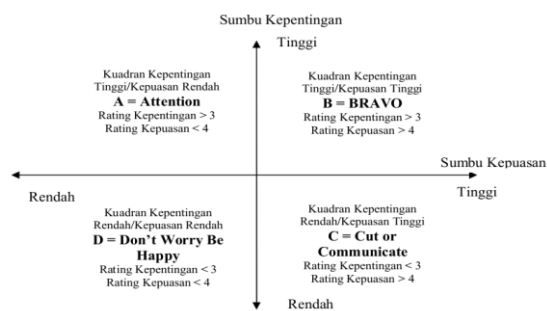 Sumbu Kepentingan
Tinggi
Kuadran Kepentingan
Tinggi/Kepuasan Rendah
A = Attention
Rating Kepentingan > 3
Rating Kepuasan < 4
Kuadran Kepentingan
Tinggi/Kepuasan Tinggi
B = BRAVO
Rating Kepentingan > 3
Rating Kepuasan > 4
Sumbu Kepuasan
Rendah
Tinggi
Kuadran Kepentingan
Rendah/Kepuasan Rendah
D = Don't Worry Be
Happy
Rating Kepentingan < 3
Rating Kepuasan < 4
Kuadran Kepentingan
Rendah/Kepuasan Tinggi
C = Cut or
Communicate
Rating Kepentingan < 3
Rating Kepuasan > 4
Rendah